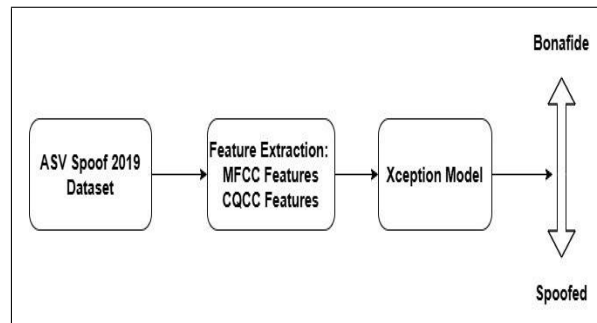 Bonafide
ASV Spoof 2019
Dataset
Feature Extraction:
MFCC Features
CQCC Features
Xception Model
Spoofed